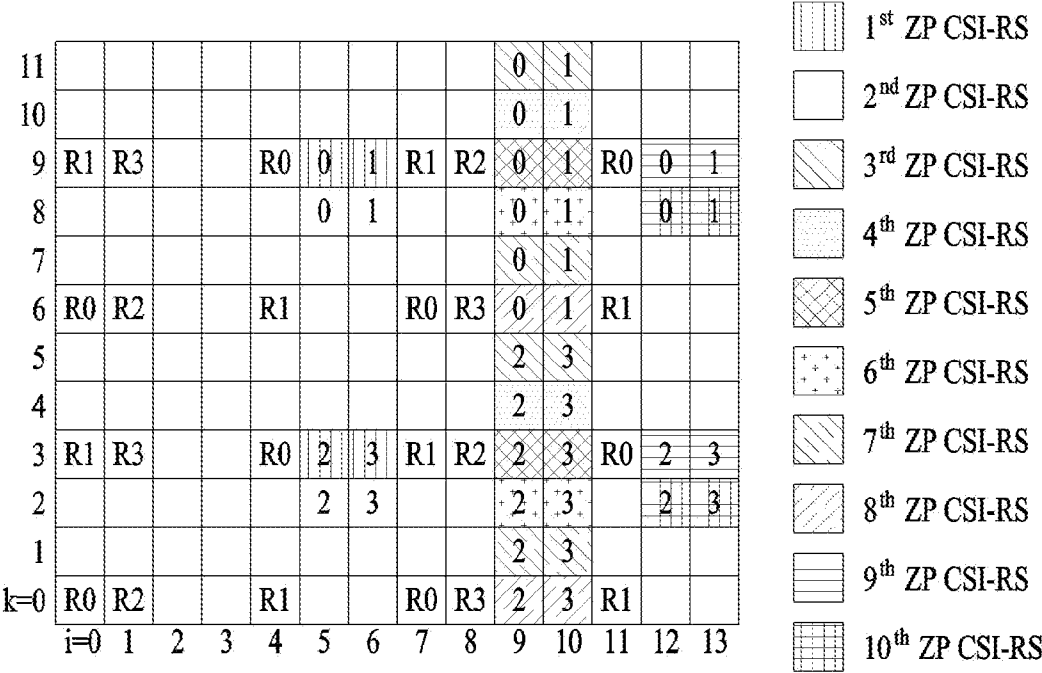 11 0 1
10 0 1
9 R1 R3 R0 0 1 R1 R2 0 1 R0 0 1
8 0 1 0 1 0 1
7 0 1
6 R0 R2 R1 R0 R3 0 1 R1
5 2 3
4 2 3
3 R1 R3 R0 2 3 R1 R2 2 3 R0 2 3
2 2 3 2 3 2 3
1 2 3
k=0 R0 R2 R1 R0 R3 2 3 R1
i=0 1 2 3 4 5 6 7 8 9 10 11 12 13
1st ZP CSI-RS
2nd ZP CSI-RS
3rd ZP CSI-RS
4th ZP CSI-RS
5th ZP CSI-RS
6th ZP CSI-RS
7th ZP CSI-RS
8th ZP CSI-RS
9th ZP CSI-RS
10th ZP CSI-RS